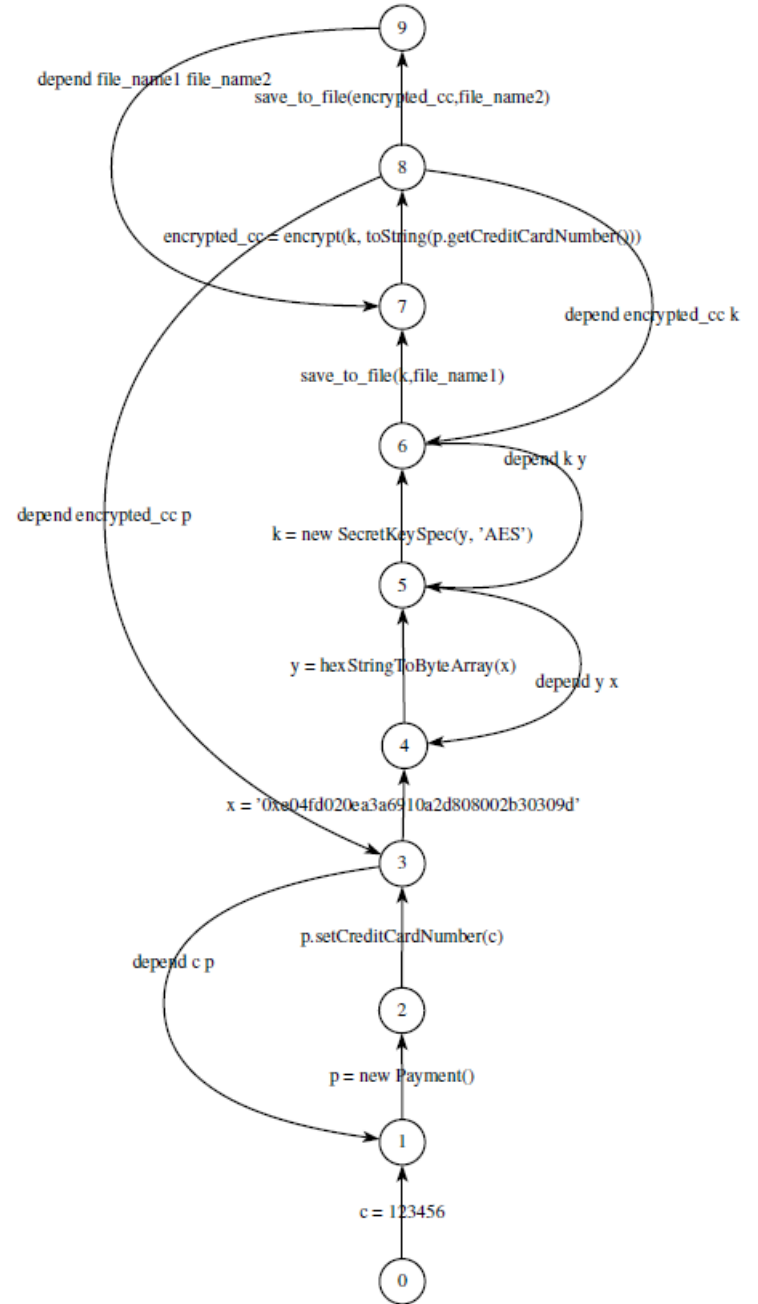 9
depend file_name1 file_name2
save_to_file(encrypted_cc,file_name2)
8
encrypted_cc = encrypt(k, toString(p.getCreditCardNumber()))
7
depend encrypted_cc k
save_to_file(k,file_name1)
6
depend k y
depend encrypted_cc p
k = new SecretKeySpec(y, 'AES')
5
y = hexStringToByteArray(x)
depend y x
4
x = '0xe04fd020ea3a6910a2d808002b30309d'
3
p.setCreditCardNumber(c)
depend c p
2
p = new Payment()
1
c = 123456
0